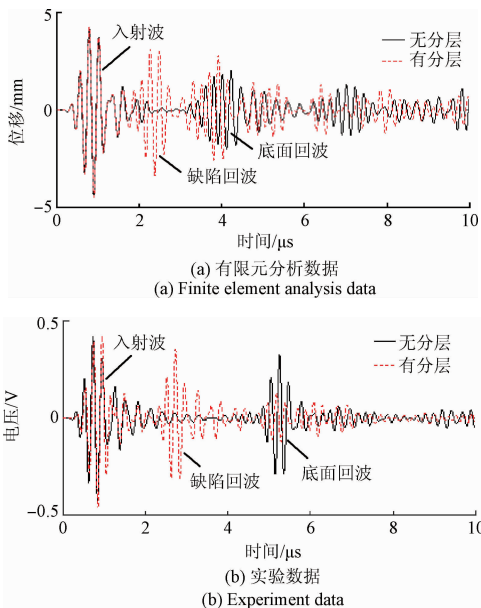 5
入射波
无分层
有分层
位移/mm
0
底面回波
缺陷回波
−5
0 2 4 6 8 10
时间/μs
(a) 有限元分析数据
(a) Finite element analysis data
0.5
入射波
无分层
有分层
电压/V
0
缺陷回波
底面回波
−0.5
0 2 4 6 8 10
时间/μs
(b) 实验数据
(b) Experiment data